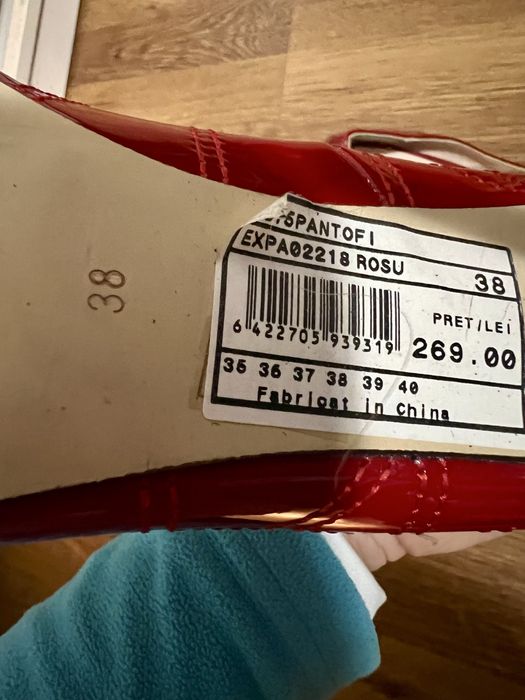 5PANTOFI
EXPA02218 ROSU 38
PRET/LEI
6 422705 939319 269.00
35 36 37 38 39 40
Fabricat in China
38